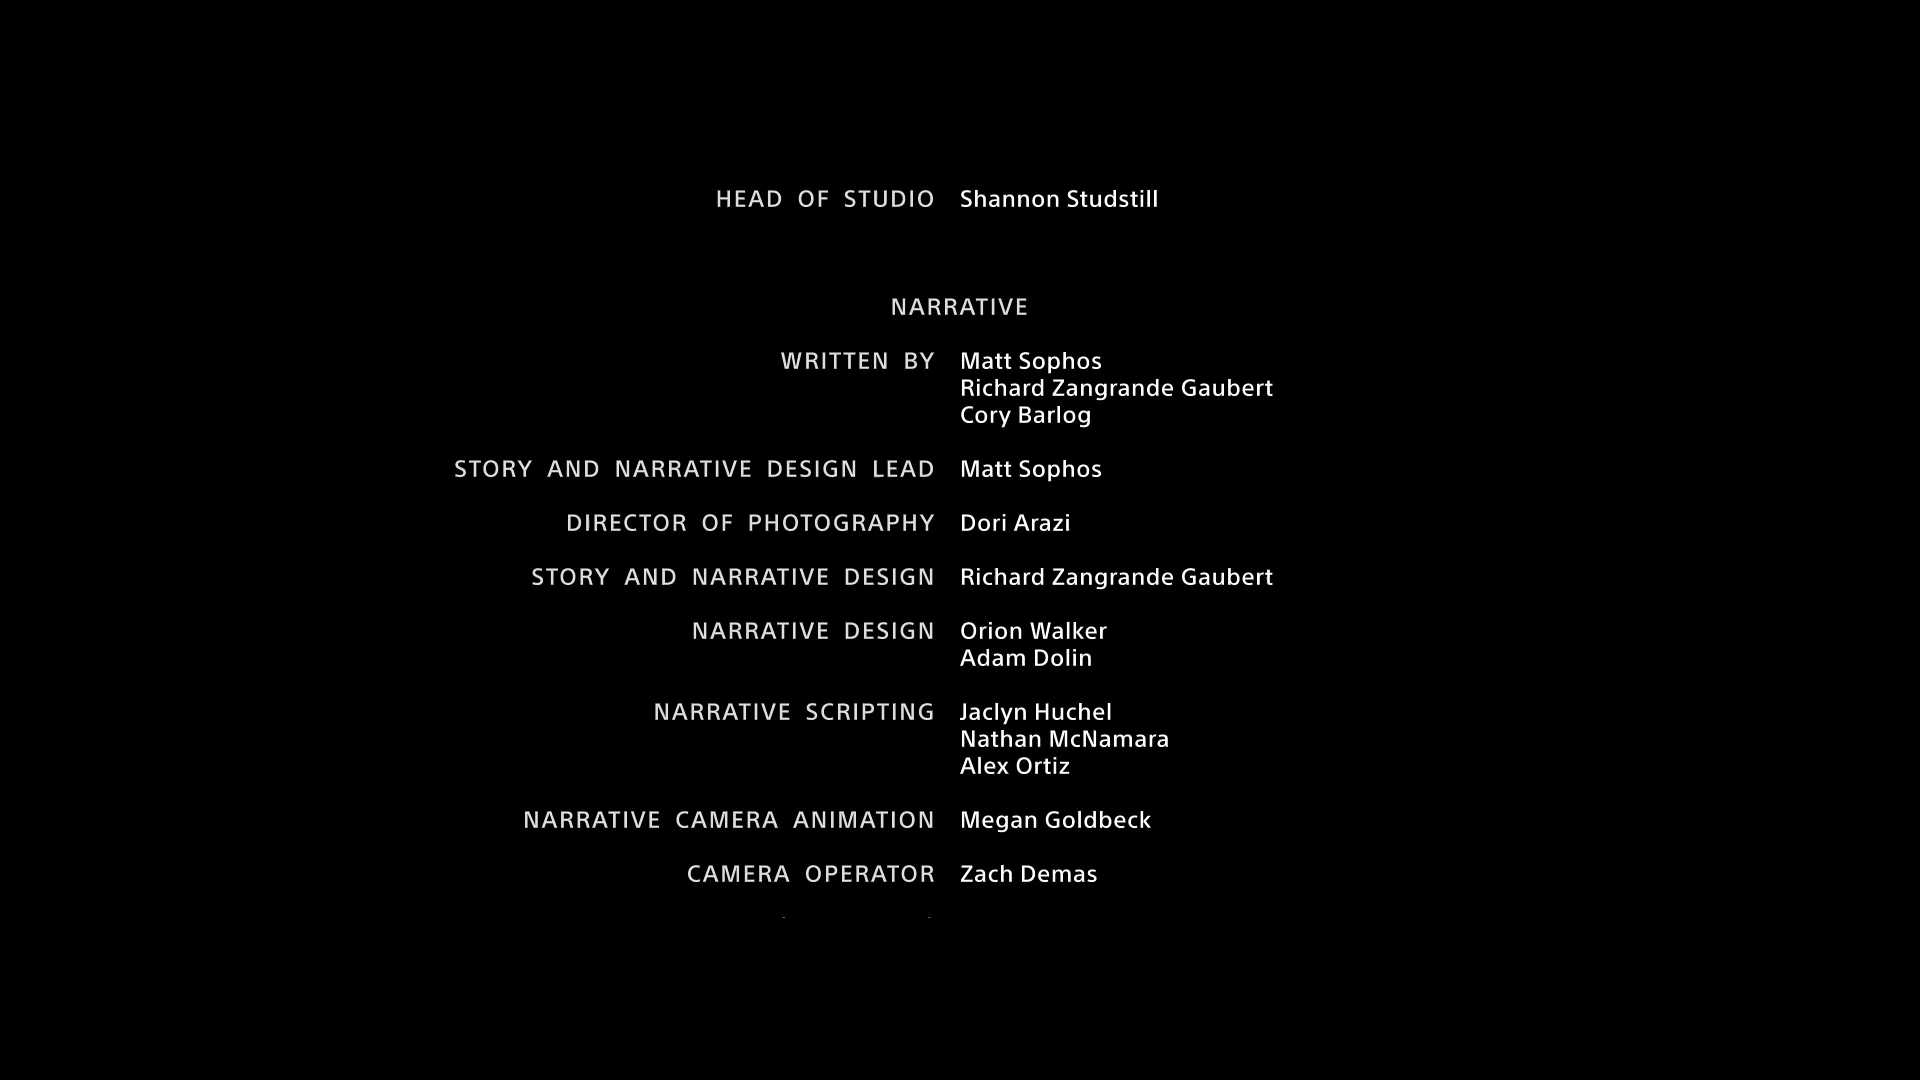 HEAD OF STUDIO Shannon Studstill
NARRATIVE
WRITTEN BY Matt Sophos
Richard Zangrande Gaubert
Cory Barlog
STORY AND NARRATIVE DESIGN LEAD Matt Sophos
DIRECTOR OF PHOTOGRAPHY Dori Arazi
STORY AND NARRATIVE DESIGN Richard Zangrande Gaubert
NARRATIVE DESIGN Orion Walker
Adam Dolin
NARRATIVE SCRIPTING Jaclyn Huchel
Nathan McNamara
Alex Ortiz
NARRATIVE CAMERA ANIMATION Megan Goldbeck
CAMERA OPERATOR Zach Demas